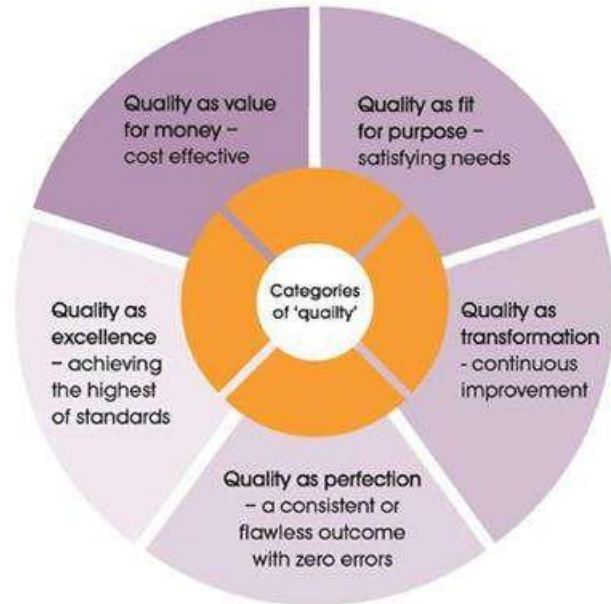 Quality as value
for money –
cost effective
Quality as fit
for purpose –
satisfying needs
Categories
of 'quailty'
Quality as
excellence
– achieving
the highest
of standards
Quality as
transformation
- continuous
improvement
Quality as perfection
– a consistent or
flawless outcome
with zero errors